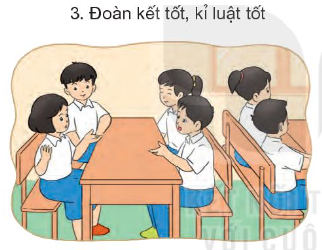 3. Đoàn kết tốt, kỉ luật tốt